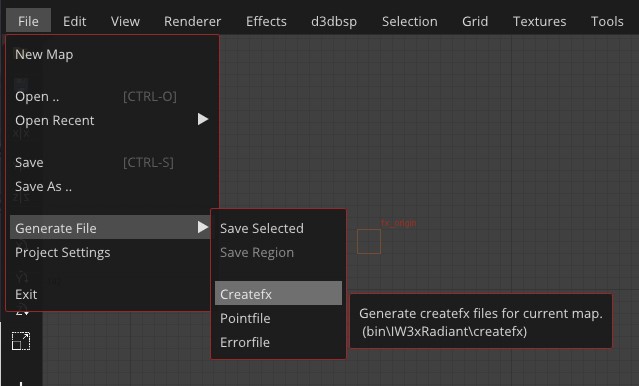 File Edit View Renderer Effects d3dbsp Selection Grid Textures Tools
New Map
Open .. [CTRL-O]
Open Recent
Save [CTRL-S]
Save As ..
Generate File
Project Settings
Exit
Save Selected
Save Region
Createfx
Pointfile
Errorfile
fx_origin
Generate createfx files for current map.
(bin\IW3xRadiant\createfx)